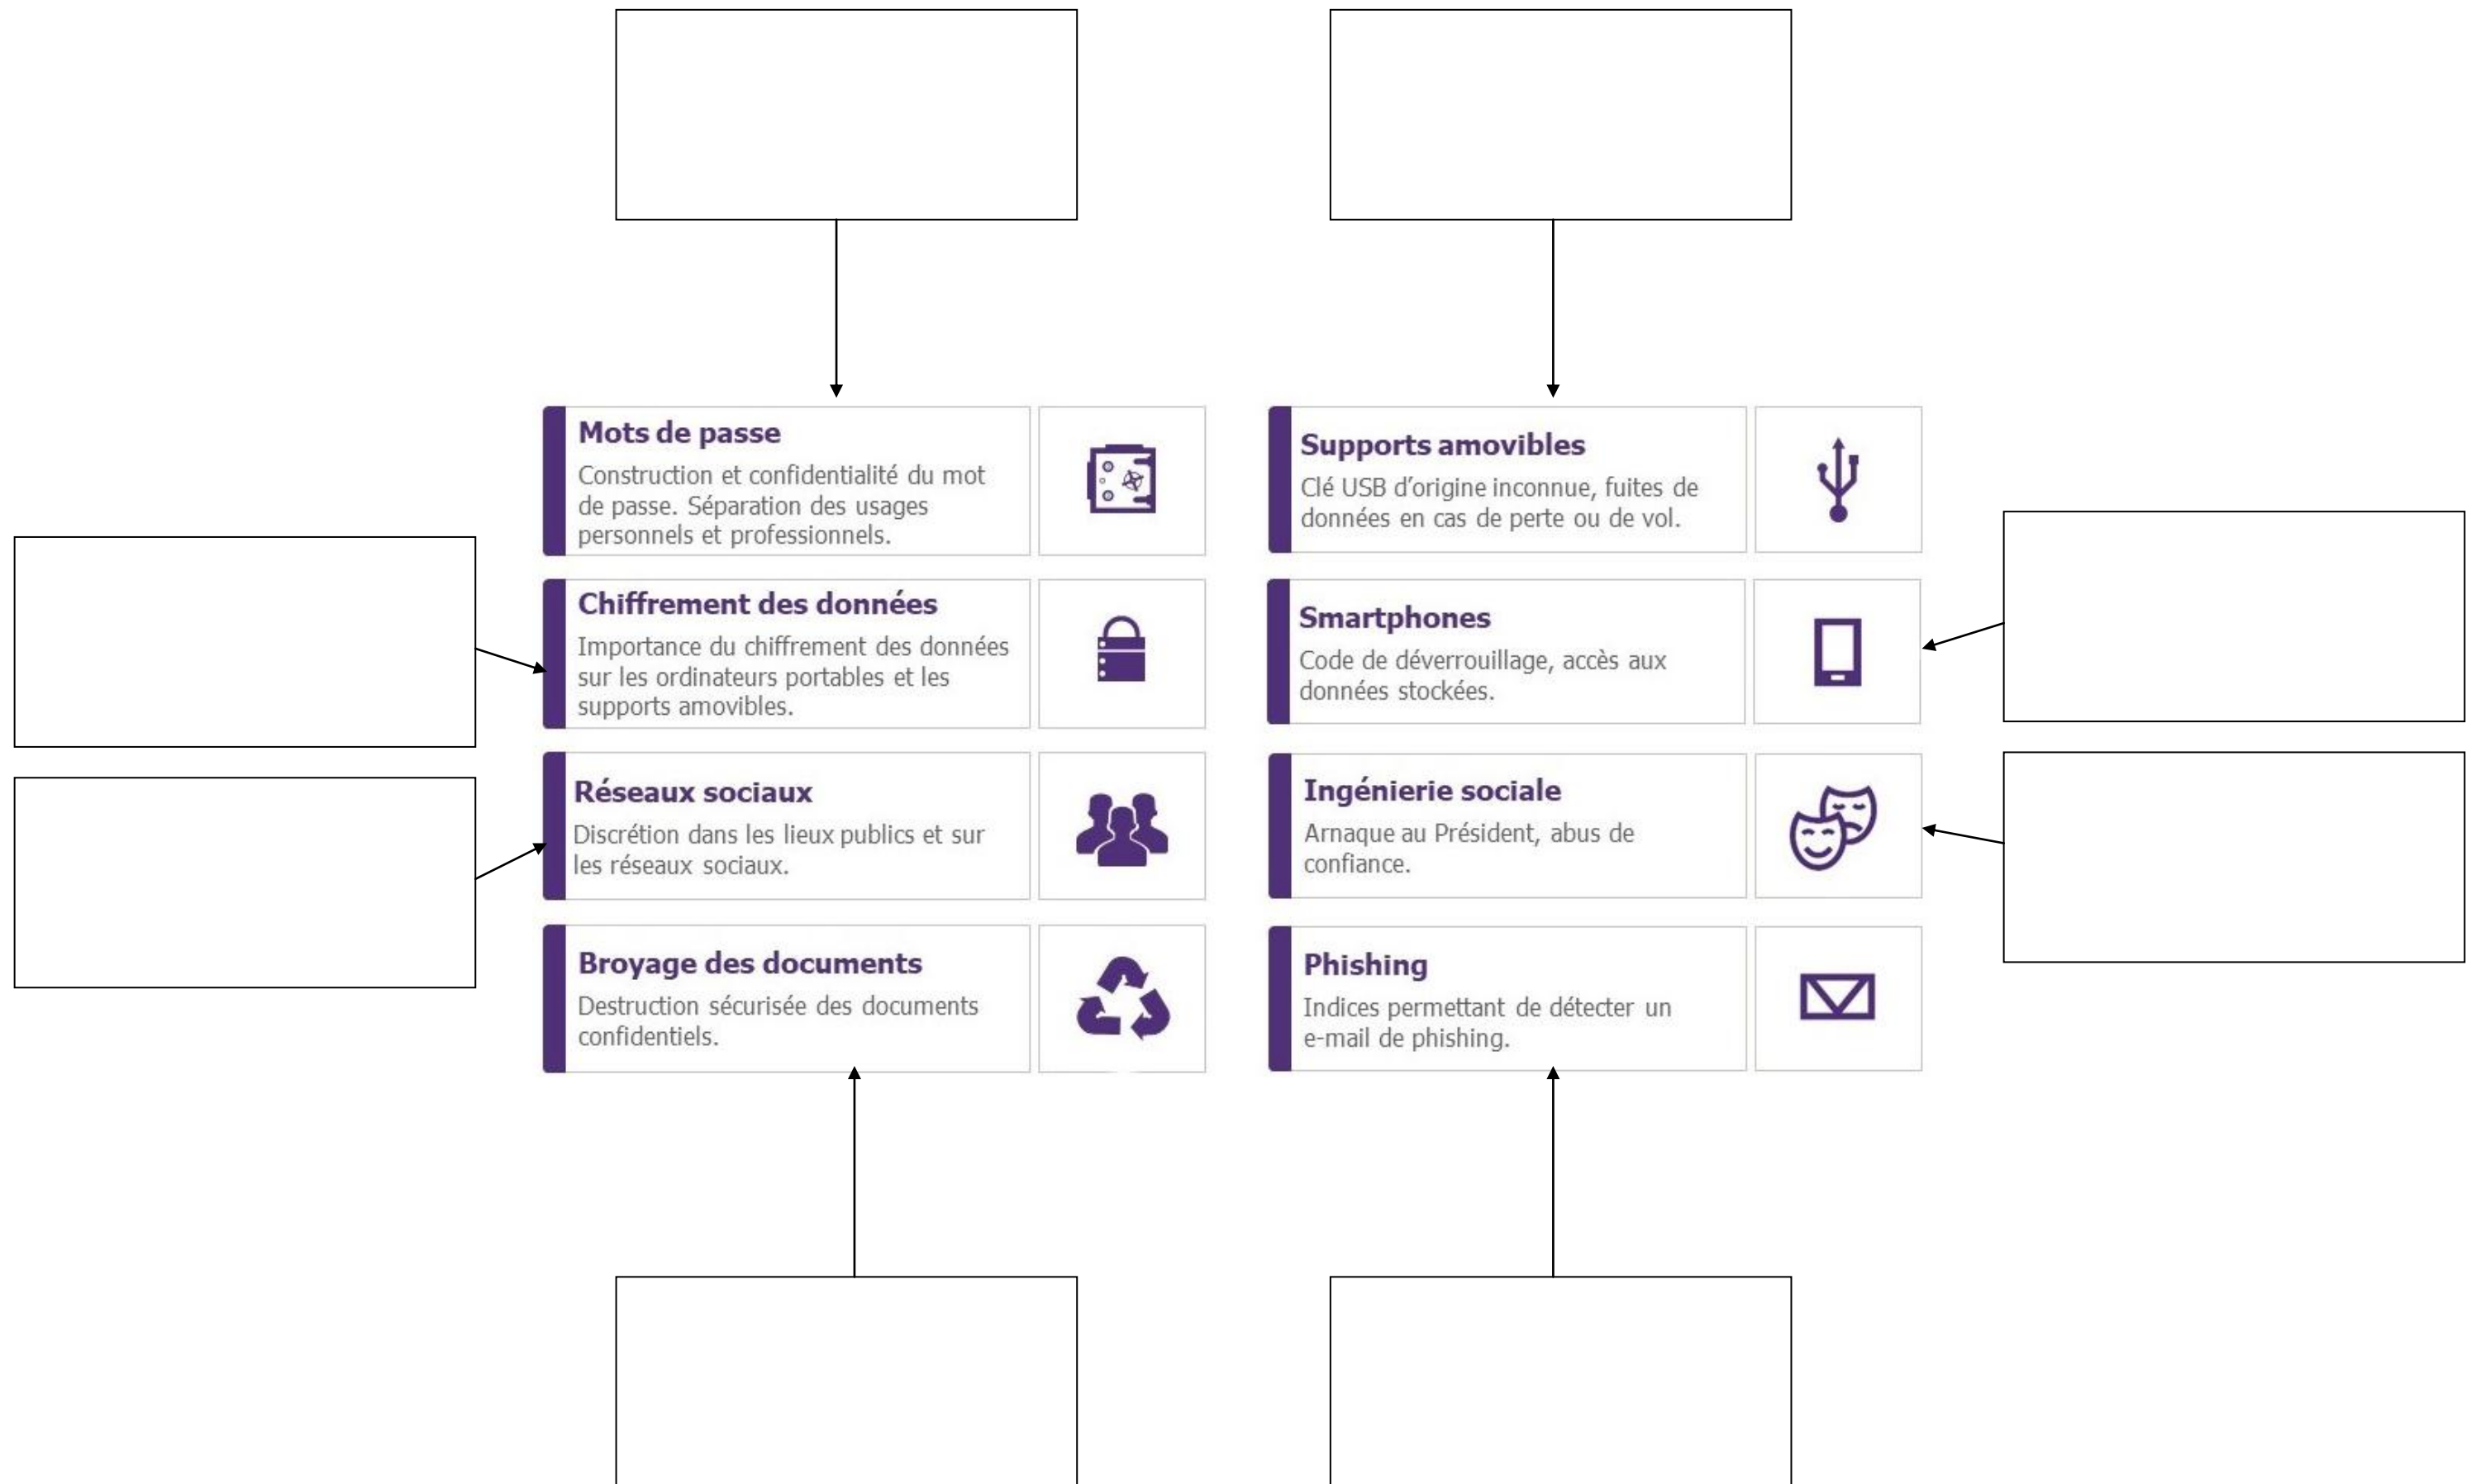 Mots de passe
Construction et confidentialité du mot
de passe. Séparation des usages
personnels et professionnels.
Chiffrement des données
Importance du chiffrement des données
sur les ordinateurs portables et les
supports amovibles.
Réseaux sociaux
Discrétion dans les lieux publics et sur
les réseaux sociaux.
Broyage des documents
Destruction sécurisée des documents
confidentiels.
Supports amovibles
Clé USB d’origine inconnue, fuites de
données en cas de perte ou de vol.
Smartphones
Code de déverrouillage, accès aux
données stockées.
Ingénierie sociale
Arnaque au Président, abus de
confiance.
Phishing
Indices permettant de détecter un
e-mail de phishing.